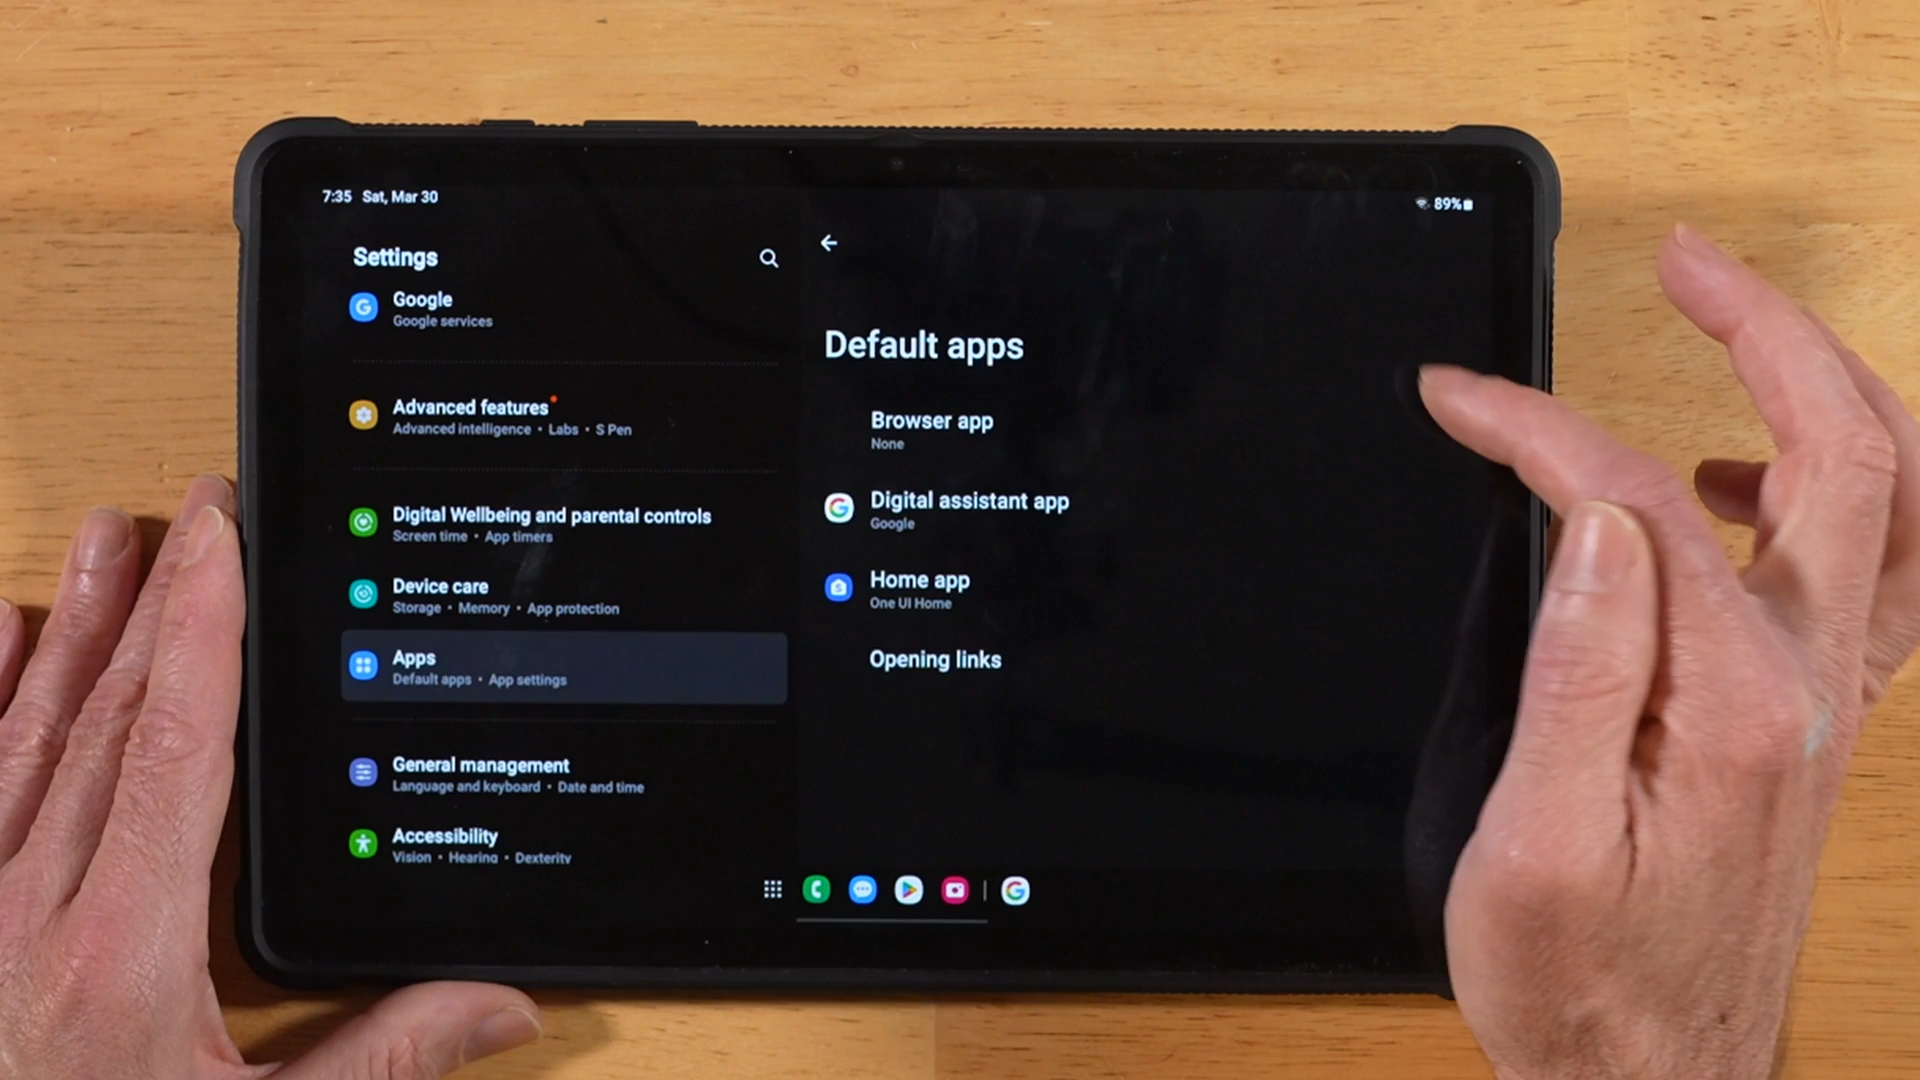 7:35 Sat, Mar 30
89%
Settings
Google
Google services
Advanced features
Advanced intelligence • Labs • S Pen
Digital Wellbeing and parental controls
Screen time • App timers
Device care
Storage • Memory • App protection
Apps
Default apps • App settings
General management
Language and keyboard • Date and time
Accessibility
Vision • Hearing • Dexterity
Default apps
Browser app
None
Digital assistant app
Google
Home app
One UI Home
Opening links